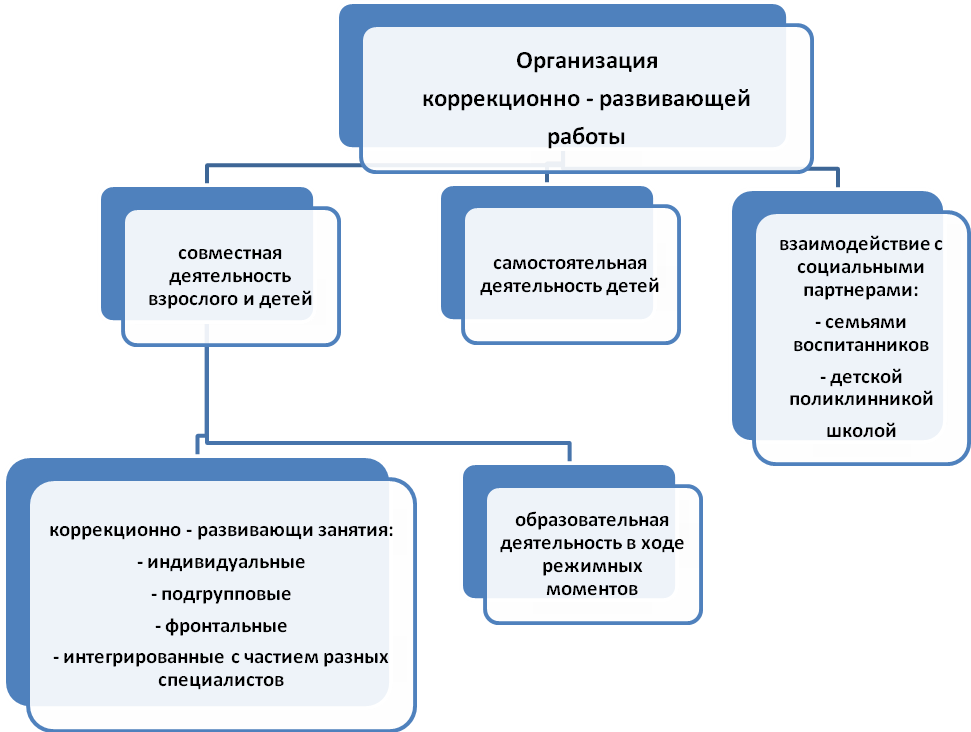 Организация
коррекционно - развивающей
работы
совместная
деятельность
взрослого и детей
самостоятельная
деятельность детей
взаимодействие с
социальными
партнерами:
- семьями
воспитанников
- детской
поликлинникой
школой
коррекционно - развивающи занятия:
- индивидуальные
- подгрупповые
- фронтальные
- интегрированные с частием разных
специалистов
образовательная
деятельность в ходе
режимных
моментов